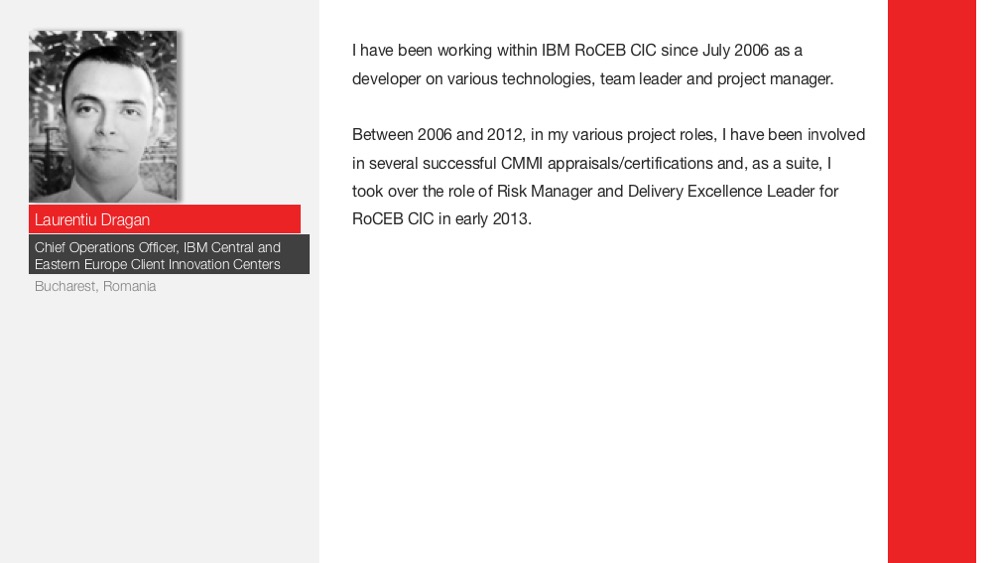 Laurentiu Dragan
Chief Operations Officer, IBM Central and
Eastern Europe Client Innovation Centers
Bucharest, Romania
I have been working within IBM RoCEB CIC since July 2006 as a
developer on various technologies, team leader and project manager.
Between 2006 and 2012, in my various project roles, I have been involved
in several successful CMMI appraisals/certifications and, as a suite, I
took over the role of Risk Manager and Delivery Excellence Leader for
RoCEB CIC in early 2013.